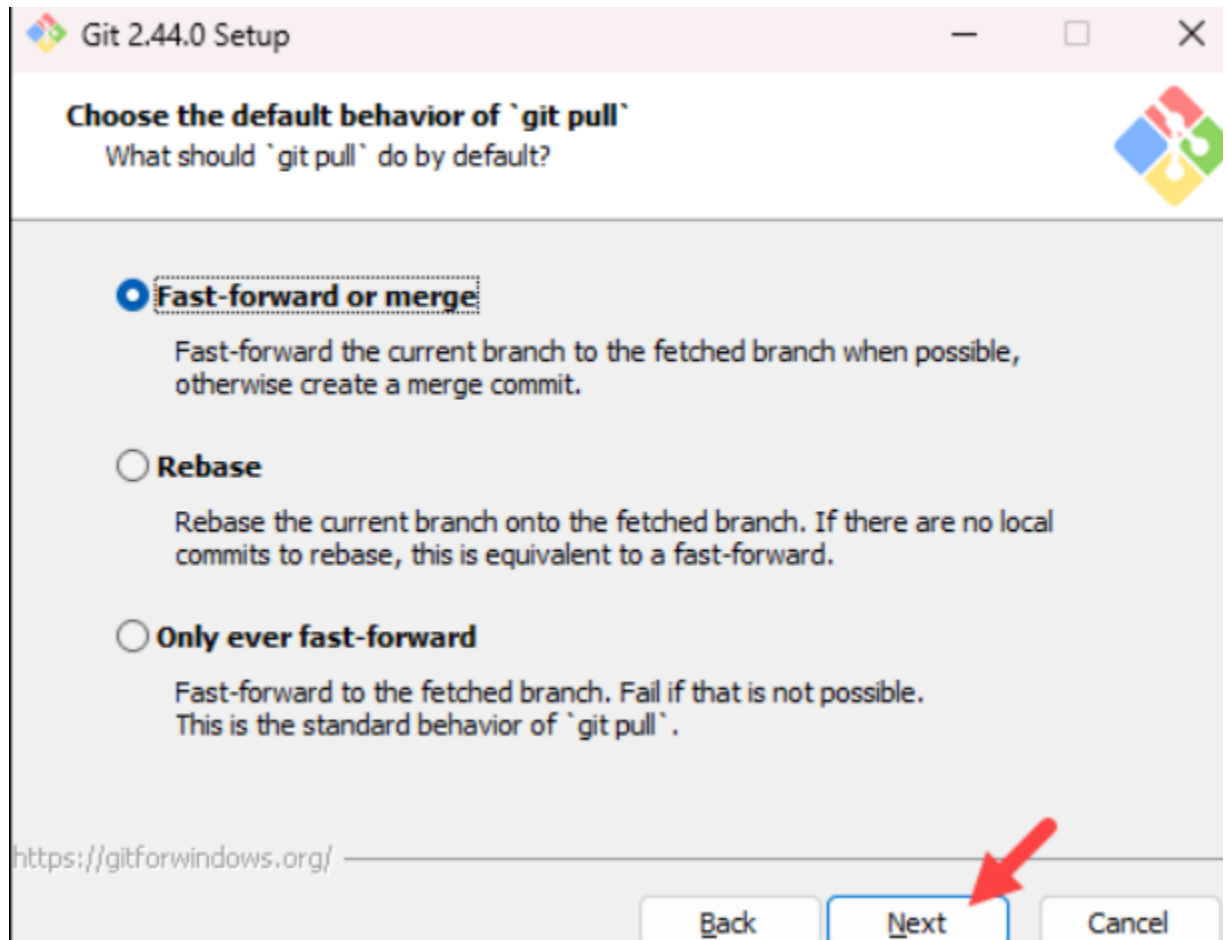 Git 2.44.0 Setup
Choose the default behavior of `git pull`
What should `git pull` do by default?
Fast-forward or merge
Fast-forward the current branch to the fetched branch when possible,
otherwise create a merge commit.
Rebase
Rebase the current branch onto the fetched branch. If there are no local
commits to rebase, this is equivalent to a fast-forward.
Only ever fast-forward
Fast-forward to the fetched branch. Fail if that is not possible.
This is the standard behavior of `git pull`.
https://gitforwindows.org/
Back Next Cancel